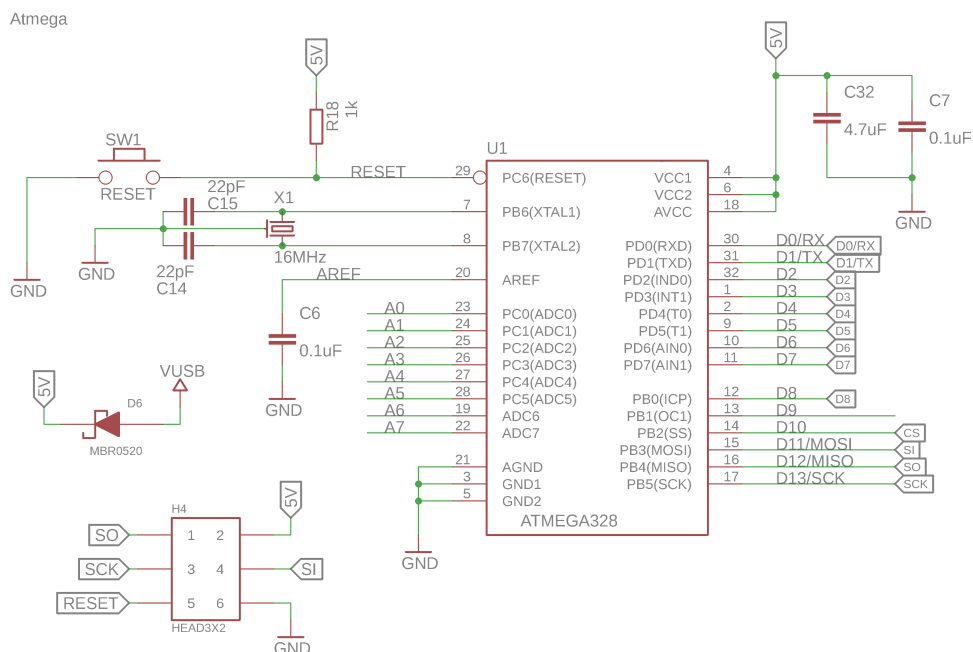 Atmega
5V
5V
R18
1k
C32
4.7uF
C7
0.1uF
GND
SW1
RESET
GND
RESET
22pF
C15
X1
16MHz
22pF
C14
GND
AREF
C6
0.1uF
GND
U1
29 PC6(RESET)
7 PB6(XTAL1)
8 PB7(XTAL2)
20 AREF
A0 23 PC0(ADC0)
A1 24 PC1(ADC1)
A2 25 PC2(ADC2)
A3 26 PC3(ADC3)
A4 27 PC4(ADC4)
A5 28 PC5(ADC5)
A6 19 ADC6
A7 22 ADC7
21 AGND
3 GND1
5 GND2
GND
ATMEGA328
VCC1 4
VCC2 6
AVCC 18
PD0(RXD) 30 D0/RX D0/RX
PD1(TXD) 31 D1/TX D1/TX
PD2(IND0) 32 D2 D2
PD3(INT1) 1 D3 D3
PD4(T0) 2 D4 D4
PD5(T1) 9 D5 D5
PD6(AIN0) 10 D6 D6
PD7(AIN1) 11 D7 D7
PB0(ICP) 12 D8 D8
PB1(OC1) 13 D9
PB2(SS) 14 D10 CS
PB3(MOSI) 15 D11/MOSI SI
PB4(MISO) 16 D12/MISO SO
PB5(SCK) 17 D13/SCK SCK
5V
VUSB
D6
MBR0520
H4
5V
SO 1 2
SCK 3 4 SI
RESET 5 6
HEAD3X2
GND